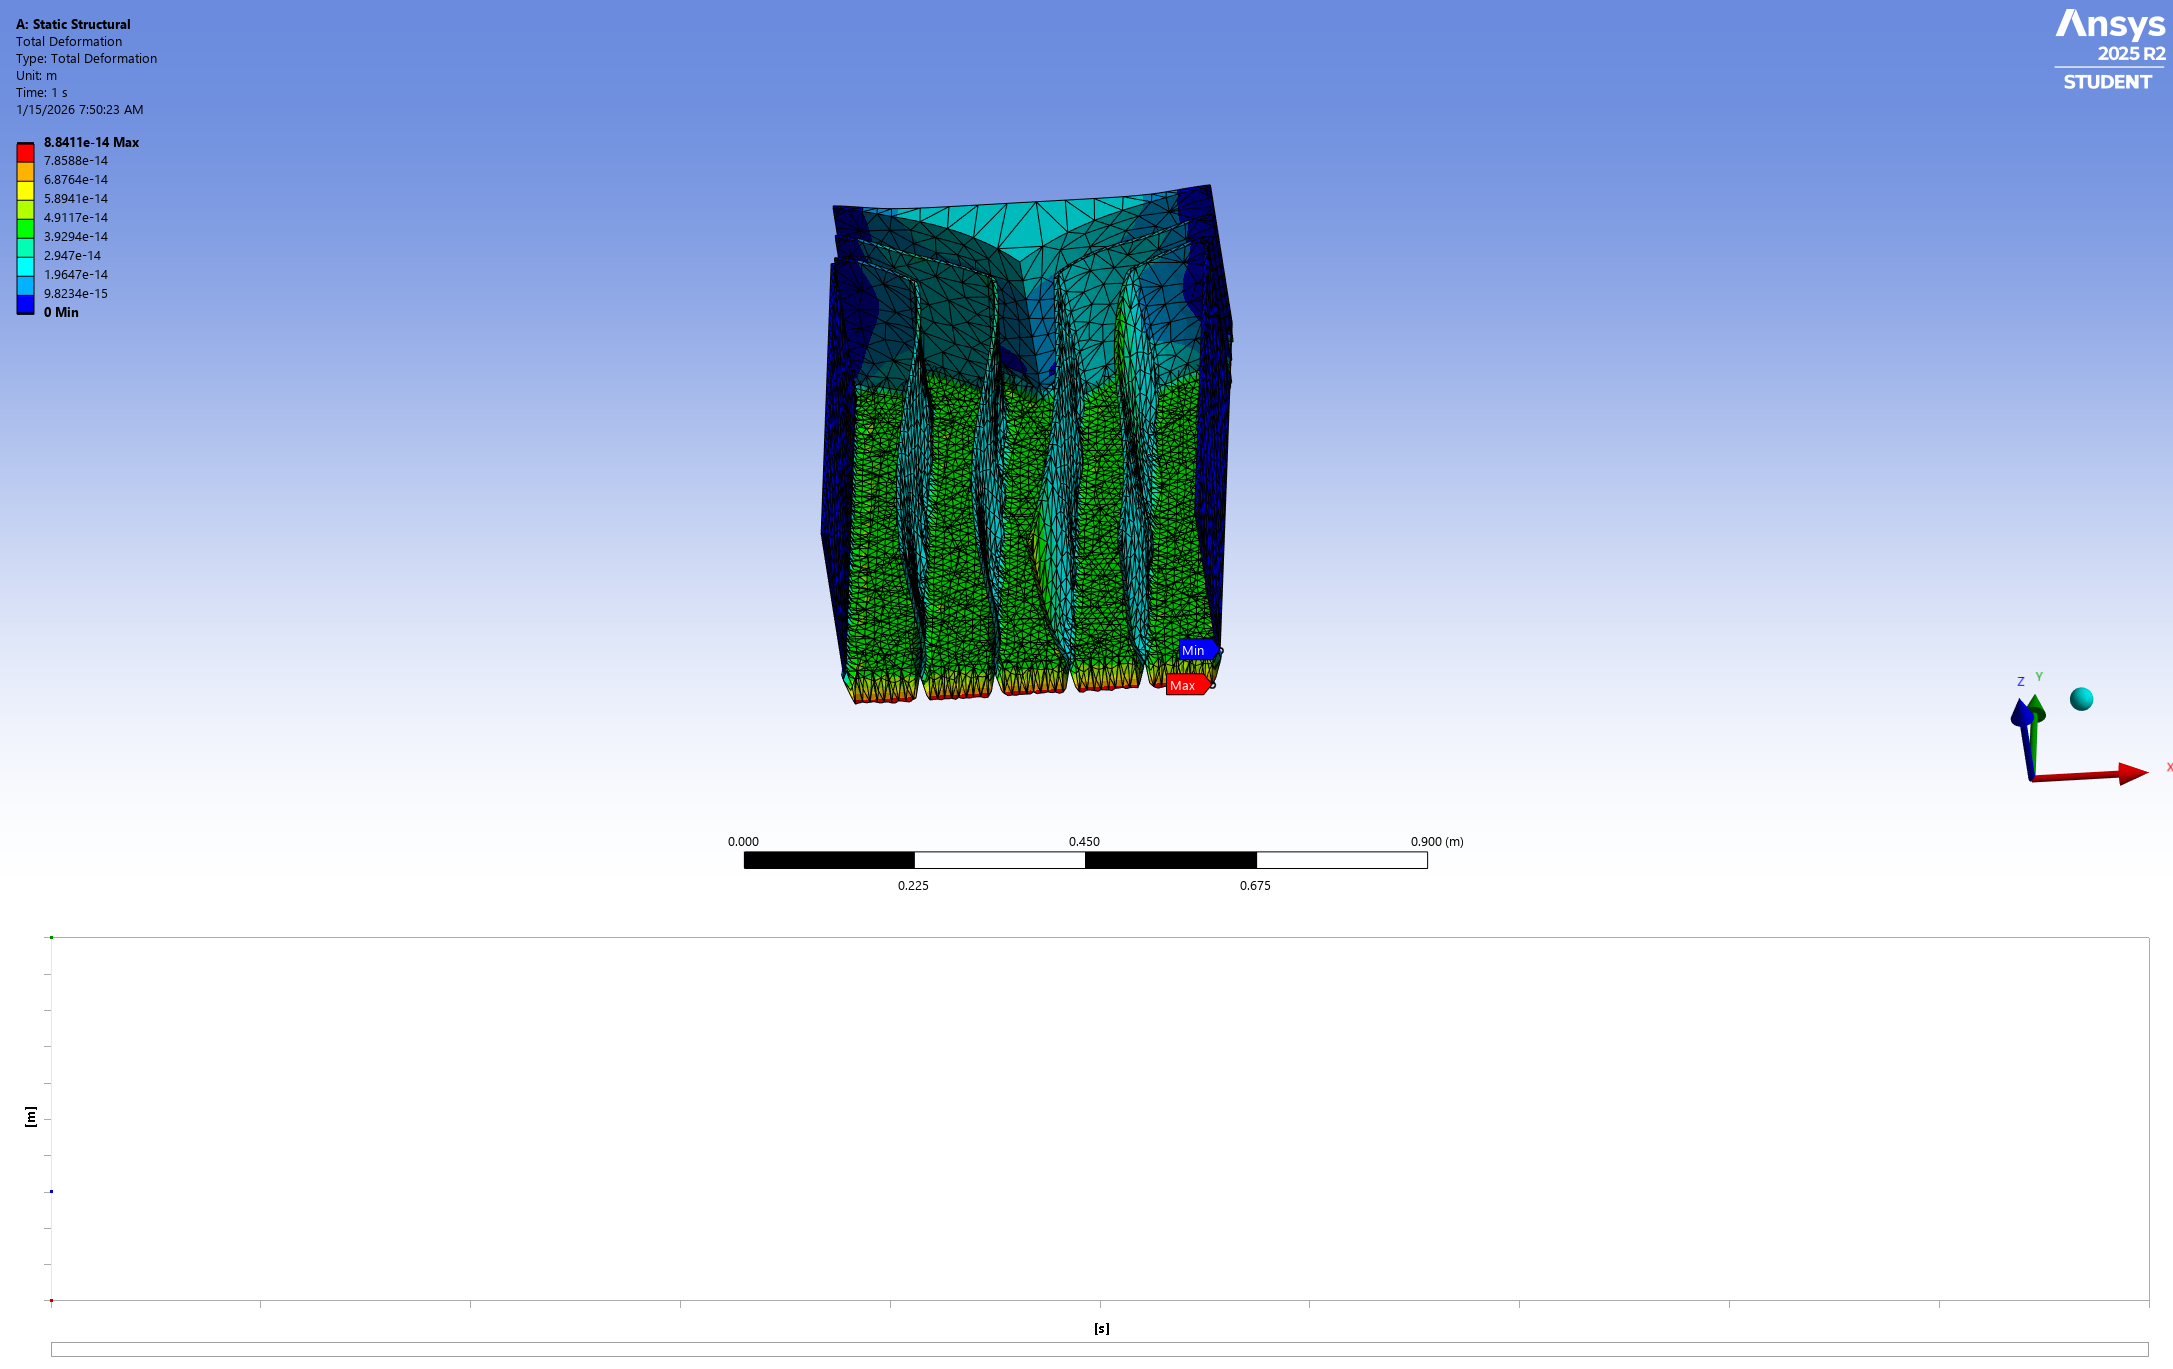 A: Static Structural
Total Deformation
Type: Total Deformation
Unit: m
Time: 1 s
1/15/2026 7:50:23 AM
8.8411e-14 Max
7.8588e-14
6.8764e-14
5.8941e-14
4.9117e-14
3.9294e-14
2.947e-14
1.9647e-14
9.8234e-15
0 Min
Ansys
2025 R2
STUDENT
Min
Max
Z Y
X
0.000 0.450 0.900 (m)
0.225 0.675
[m]
[s]